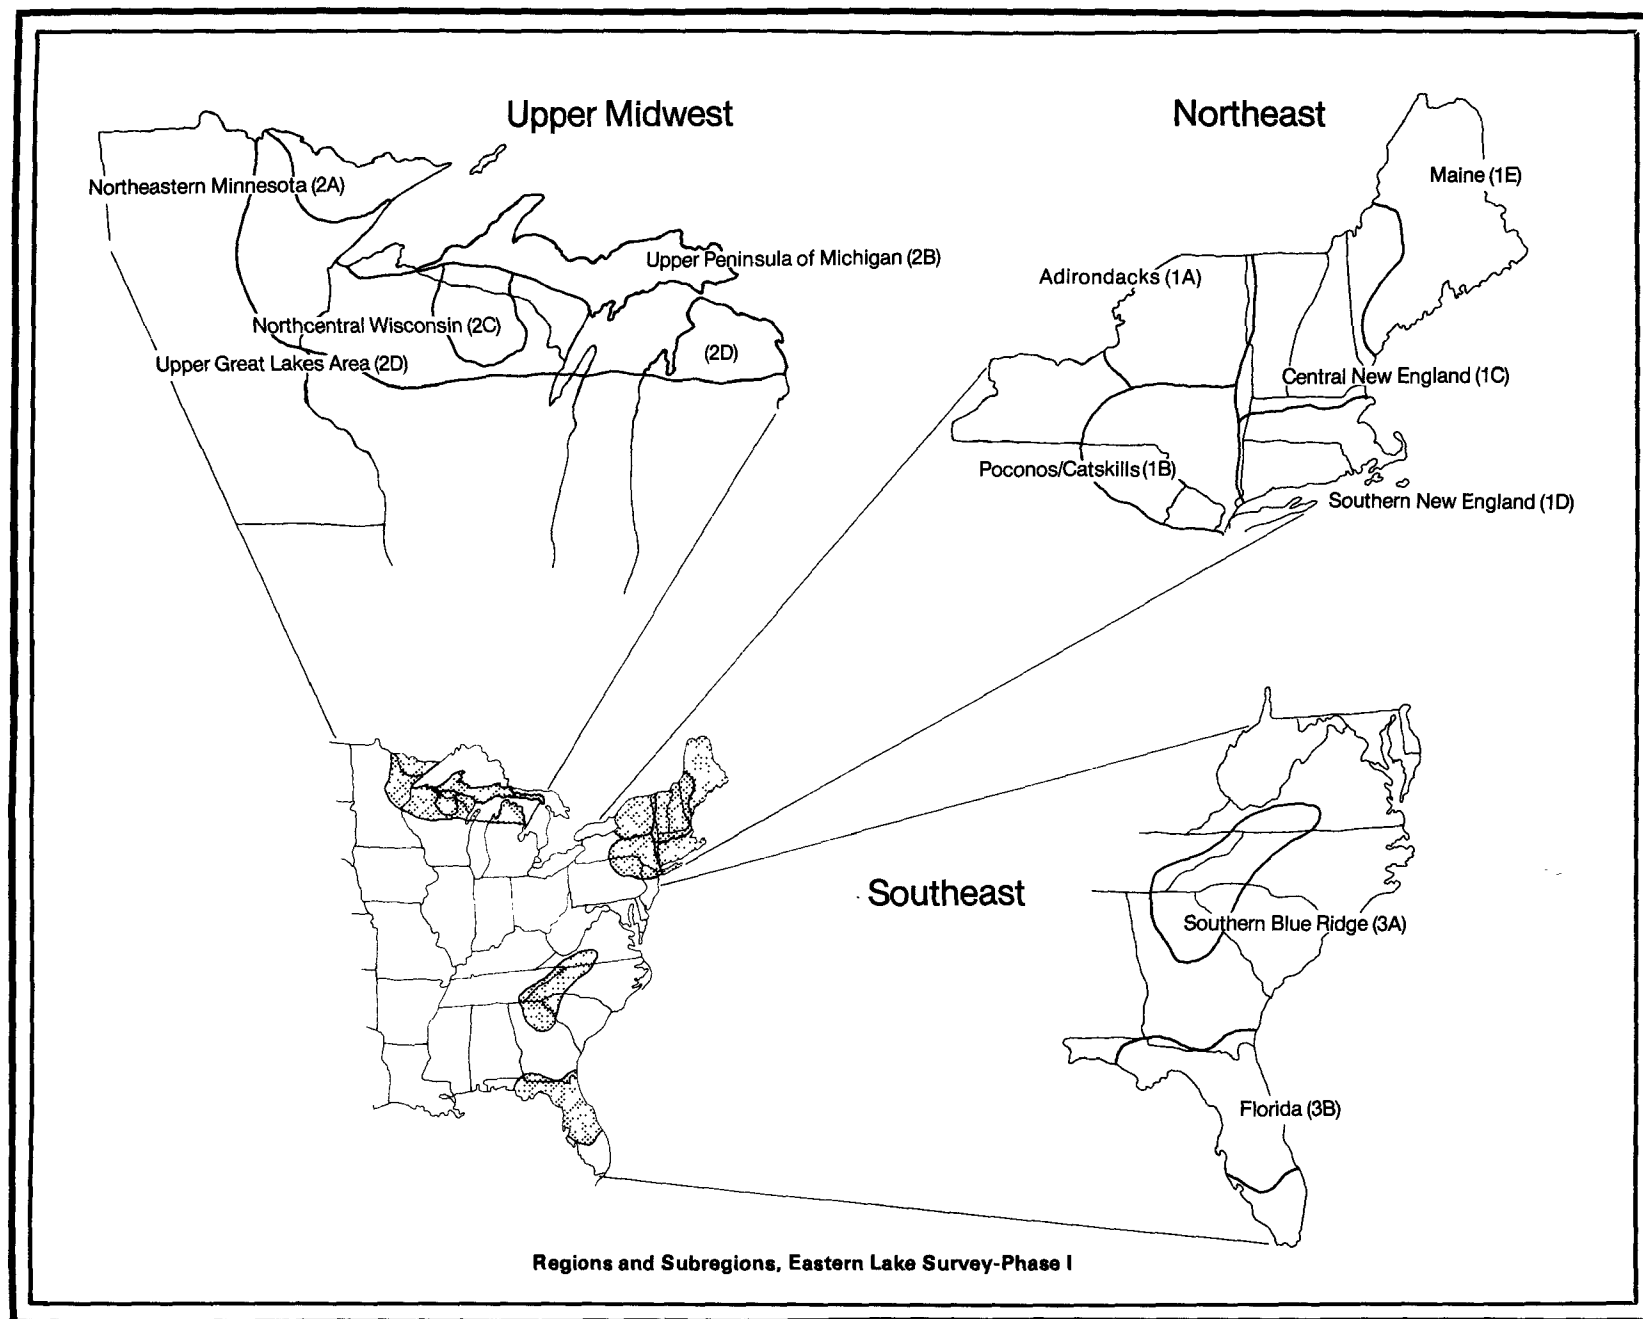 Upper Midwest
Northeast
Maine (1E)
Northeastern Minnesota (2A)
Upper Peninsula of Michigan (2B)
Adirondacks (1A)
Northcentral Wisconsin (2C)
(2D)
Upper Great Lakes Area (2D)
Central New England (1C)
Poconos/Catskills (1B)
Southern New England (1D)
Southeast
Southern Blue Ridge (3A)
Florida (3B)
Regions and Subregions, Eastern Lake Survey-Phase I